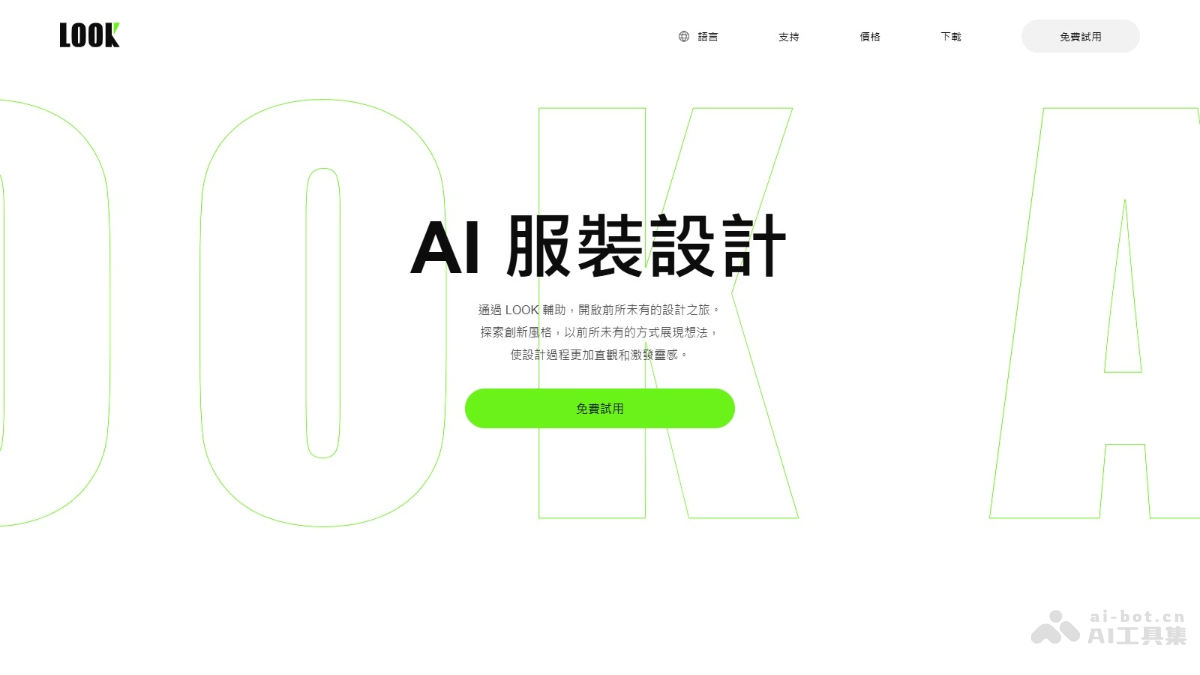 LOOK
語言
支持
價格
下載
免費試用
OOK A
AI 服裝設計
通過 LOOK 輔助，開啟前所未有的設計之旅。
探索創新風格，以前所未有的方式展現想法，
使設計過程更加直觀和激發靈感。
免費試用
ai-bot.cn
AI工具集